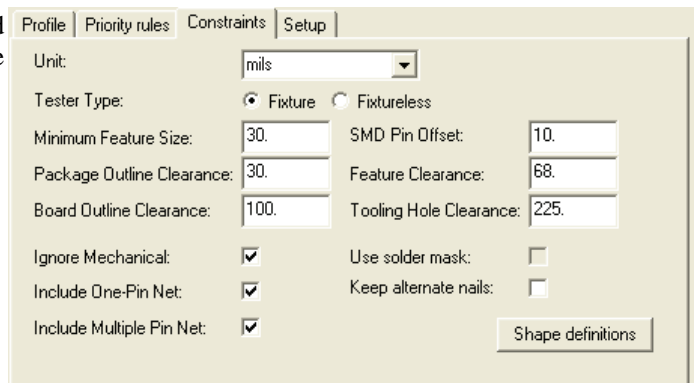 Profile Priority rules Constraints Setup
Unit: mils
Tester Type: Fixture Fixtureless
Minimum Feature Size: 30. SMD Pin Offset: 10.
Package Outline Clearance: 30. Feature Clearance: 68.
Board Outline Clearance: 100. Tooling Hole Clearance: 225.
Ignore Mechanical: Use solder mask:
Include One-Pin Net: Keep alternate nails:
Include Multiple Pin Net: Shape definitions